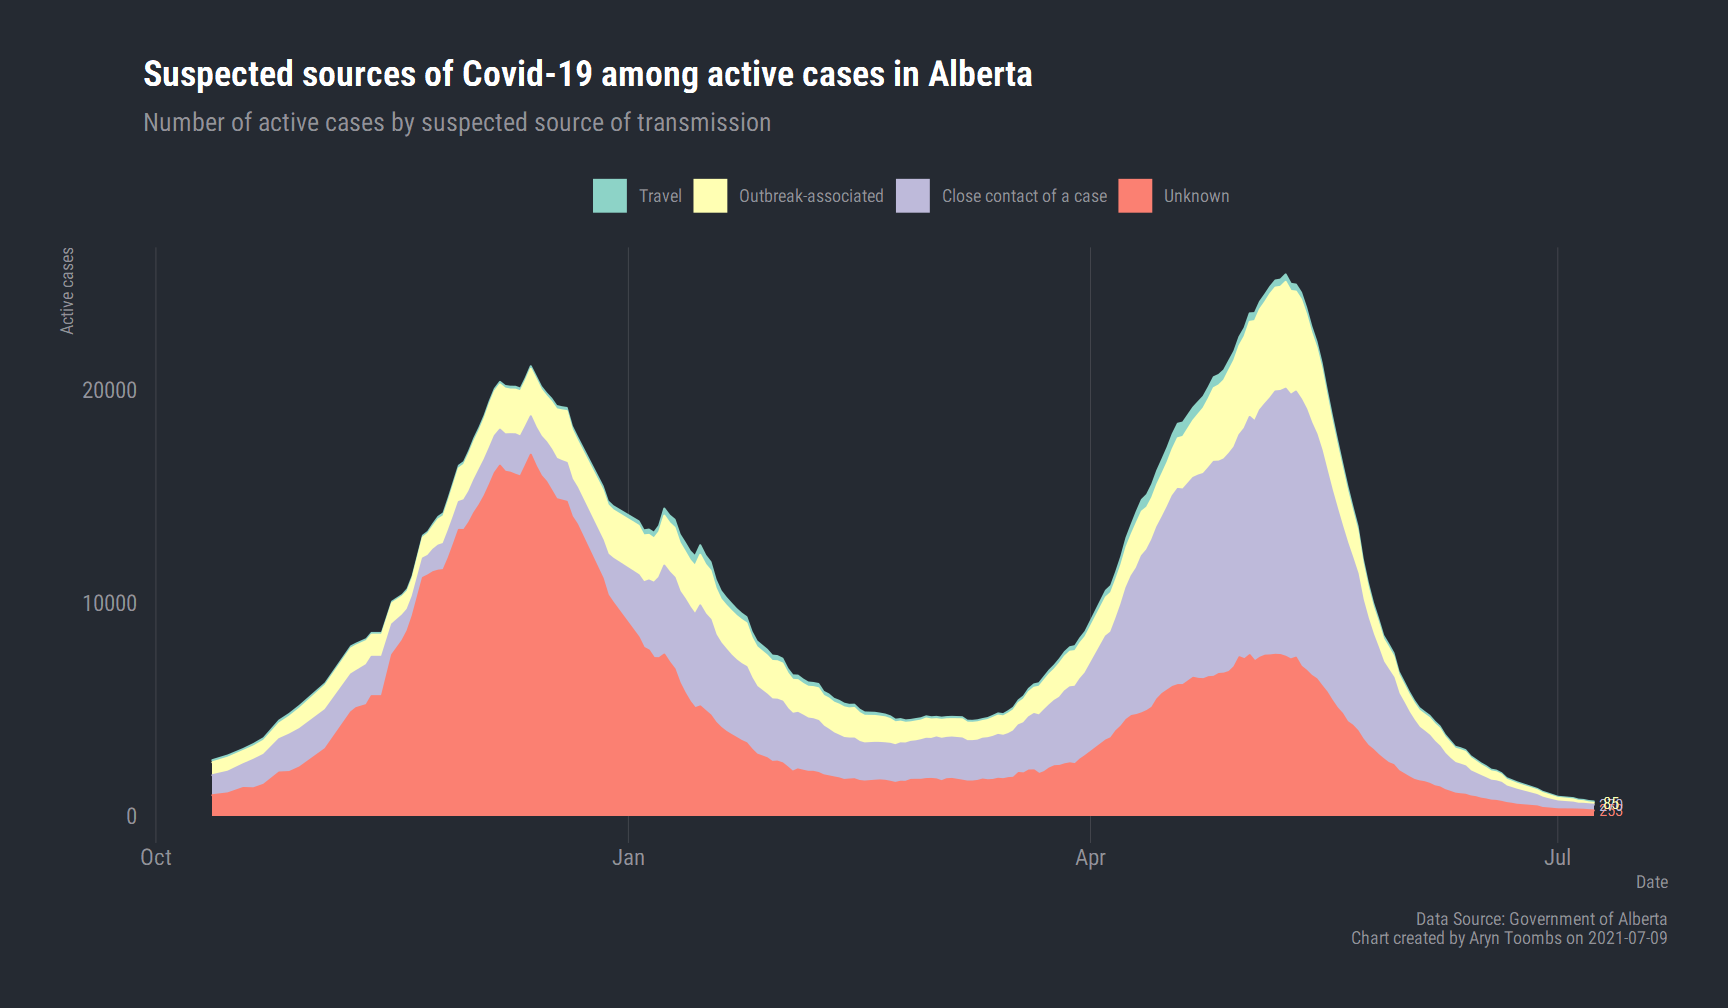 Suspected sources of Covid-19 among active cases in Alberta
Number of active cases by suspected source of transmission
Travel Outbreak-associated Close contact of a case Unknown
Active cases
20000
10000
0
85
Oct Jan Apr Jul
Date
Data Source: Government of Alberta
Chart created by Aryn Toombs on 2021-07-09